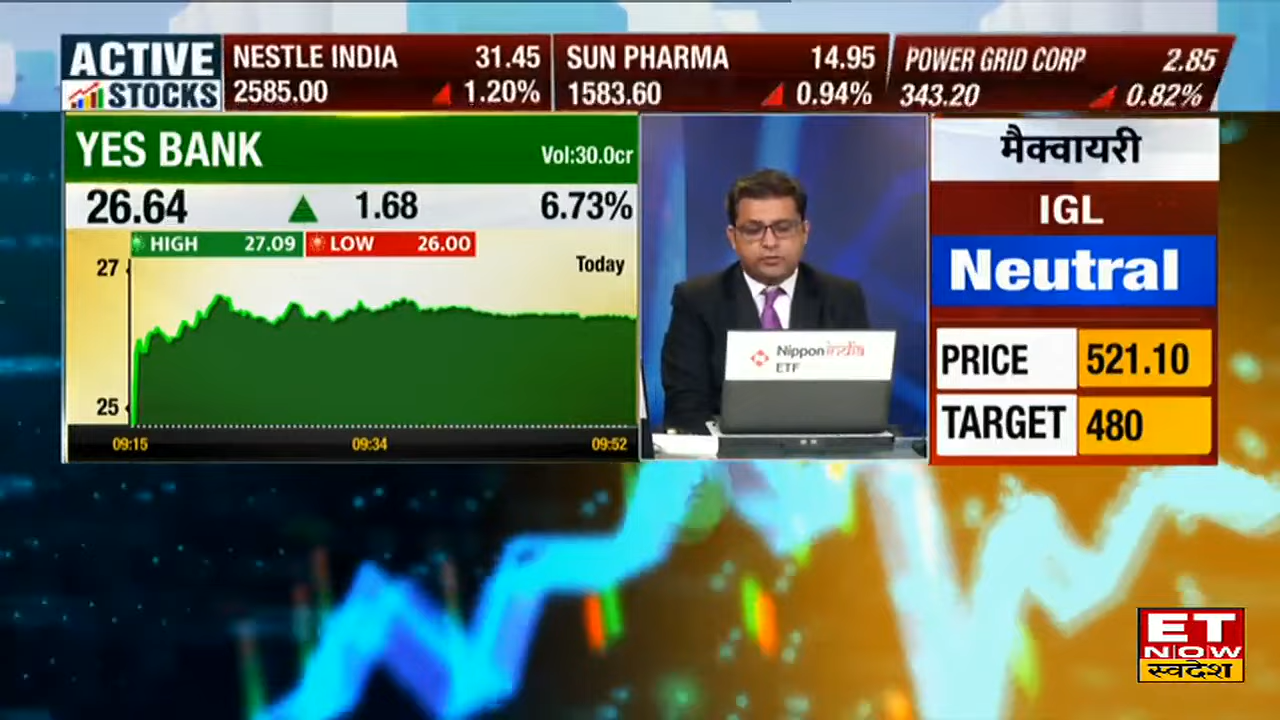 ACTIVE STOCKS
NESTLE INDIA 31.45
2585.00 1.20%
SUN PHARMA 14.95
1583.60 0.94%
POWER GRID CORP 2.85
343.20 0.82%
YES BANK Vol:30.0cr
26.64 1.68 6.73%
HIGH 27.09 LOW 26.00
27
Today
25
09:15 09:34 09:52
Nippon india
ETF
मैक्वायरी
IGL
Neutral
PRICE 521.10
TARGET 480
ET
NOW
स्वदेश